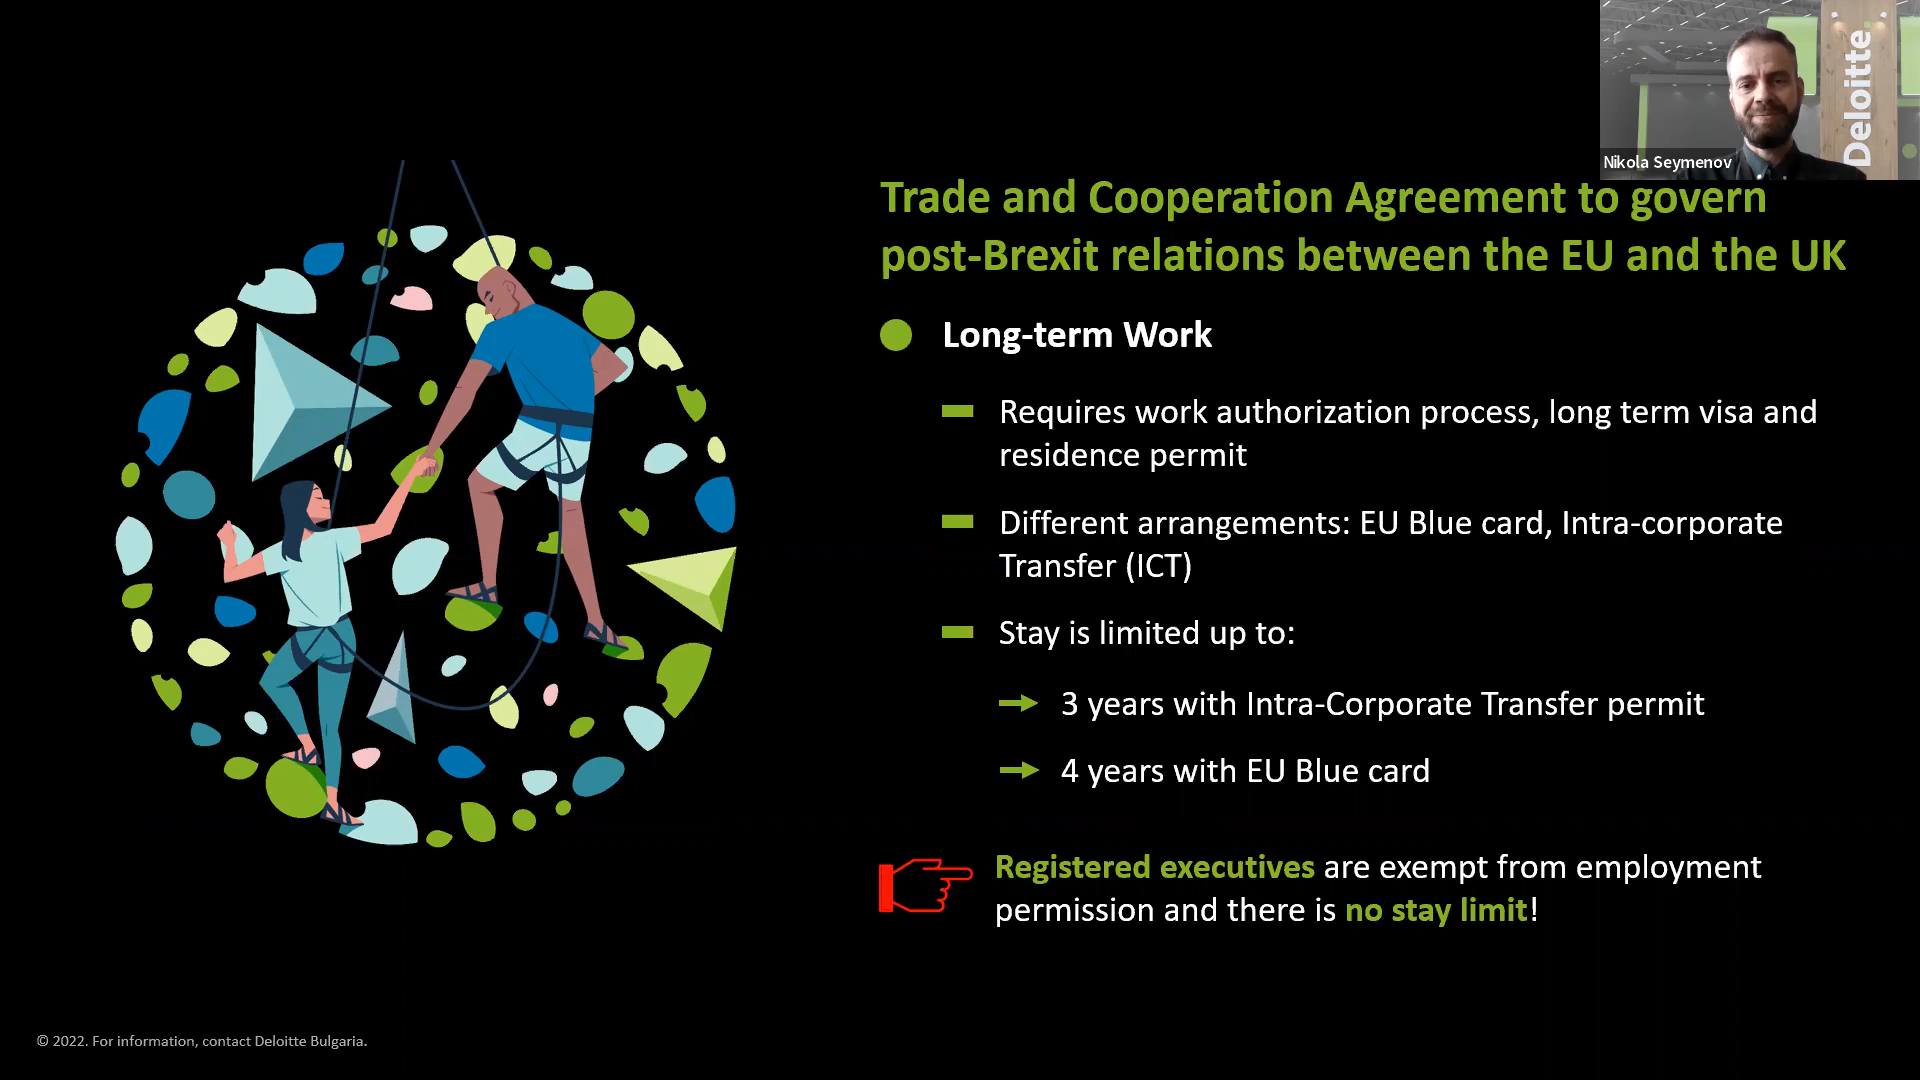 Deloitte.
Nikola Seymenov
Trade and Cooperation Agreement to govern
post-Brexit relations between the EU and the UK
Long-term Work
Requires work authorization process, long term visa and
residence permit
Different arrangements: EU Blue card, Intra-corporate
Transfer (ICT)
Stay is limited up to:
3 years with Intra-Corporate Transfer permit
4 years with EU Blue card
Registered executives are exempt from employment
permission and there is no stay limit!
© 2022. For information, contact Deloitte Bulgaria.